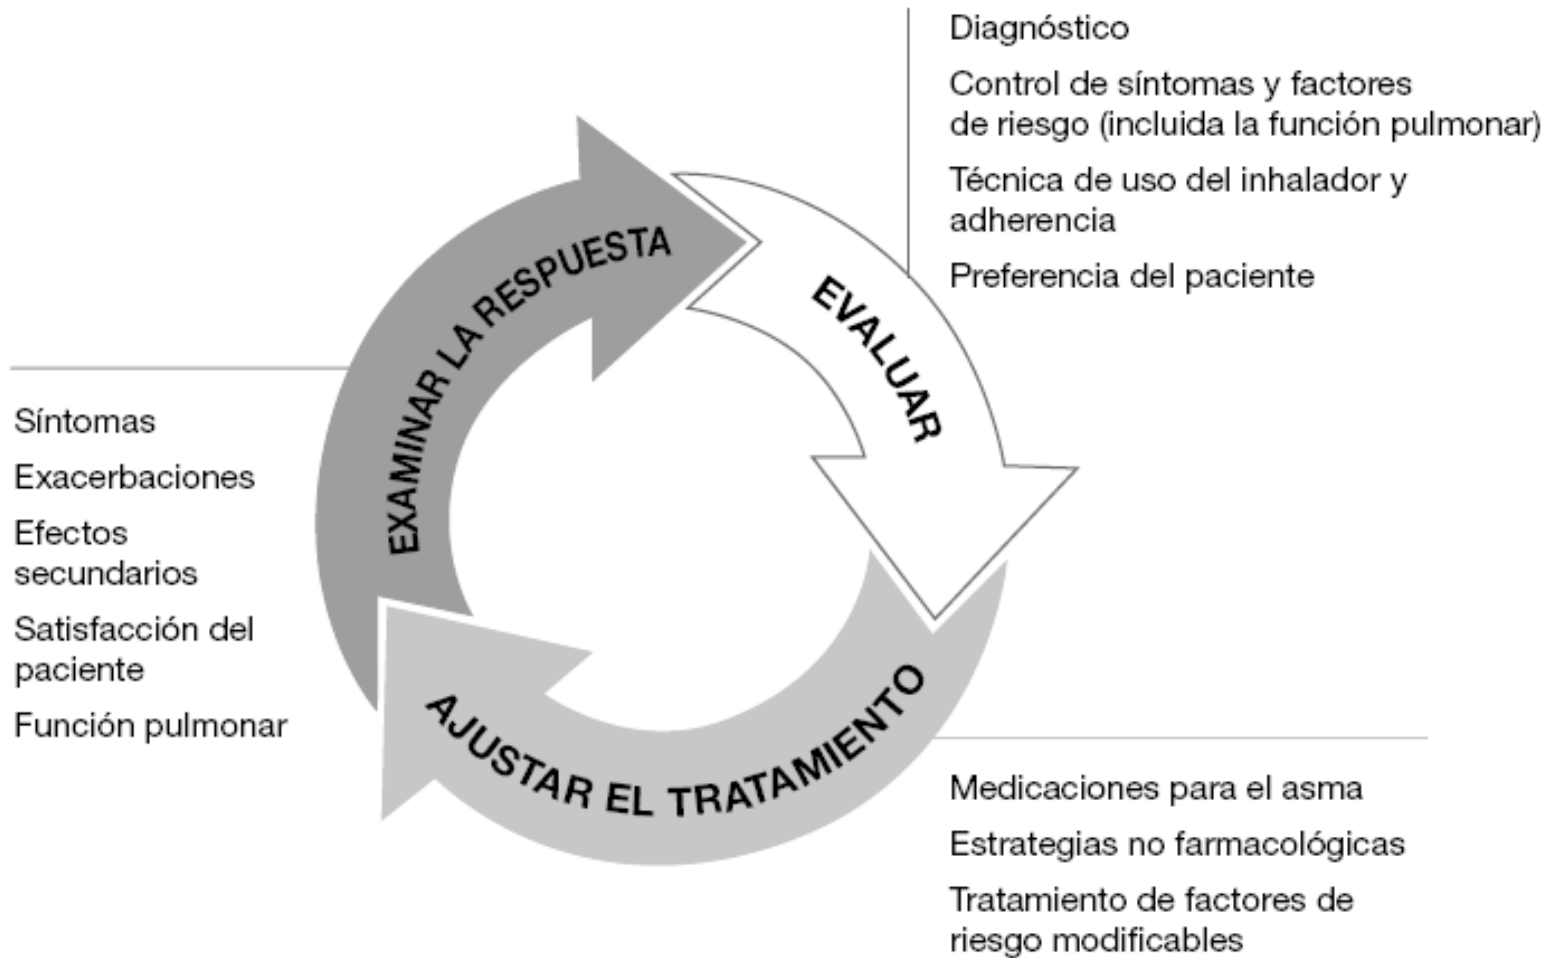 Diagnóstico
Control de síntomas y factores
de riesgo (incluida la función pulmonar)
Técnica de uso del inhalador y
adherencia
Preferencia del paciente
EVALUAR
EXAMINAR LA RESPUESTA
Síntomas
Exacerbaciones
Efectos
secundarios
Satisfacción del
paciente
Función pulmonar
AJUSTAR EL TRATAMIENTO
Medicaciones para el asma
Estrategias no farmacológicas
Tratamiento de factores de
riesgo modificables